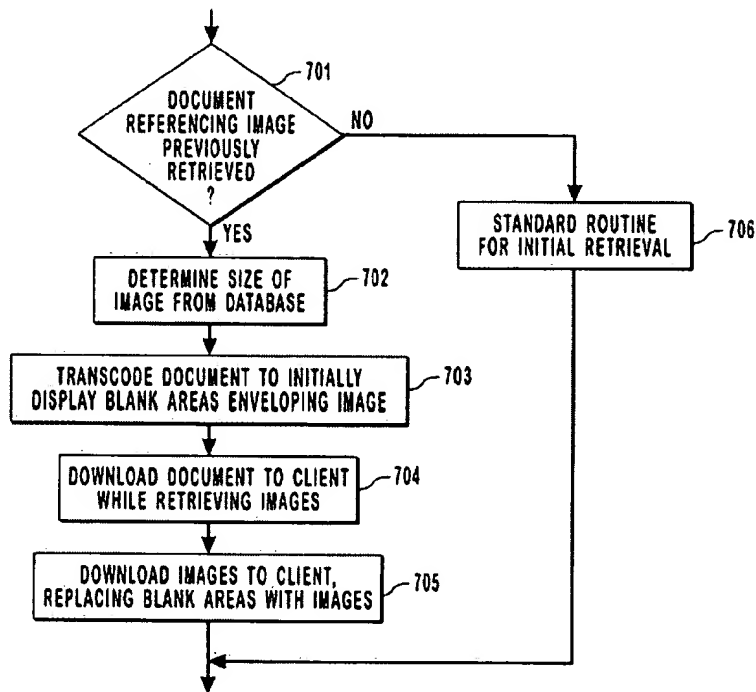 701
DOCUMENT
REFERENCING IMAGE
PREVIOUSLY
RETRIEVED
?
NO
YES
STANDARD ROUTINE
FOR INITIAL RETRIEVAL
706
DETERMINE SIZE OF
IMAGE FROM DATABASE
702
TRANSCODE DOCUMENT TO INITIALLY
DISPLAY BLANK AREAS ENVELOPING IMAGE
703
DOWNLOAD DOCUMENT TO CLIENT
WHILE RETRIEVING IMAGES
704
DOWNLOAD IMAGES TO CLIENT,
REPLACING BLANK AREAS WITH IMAGES
705